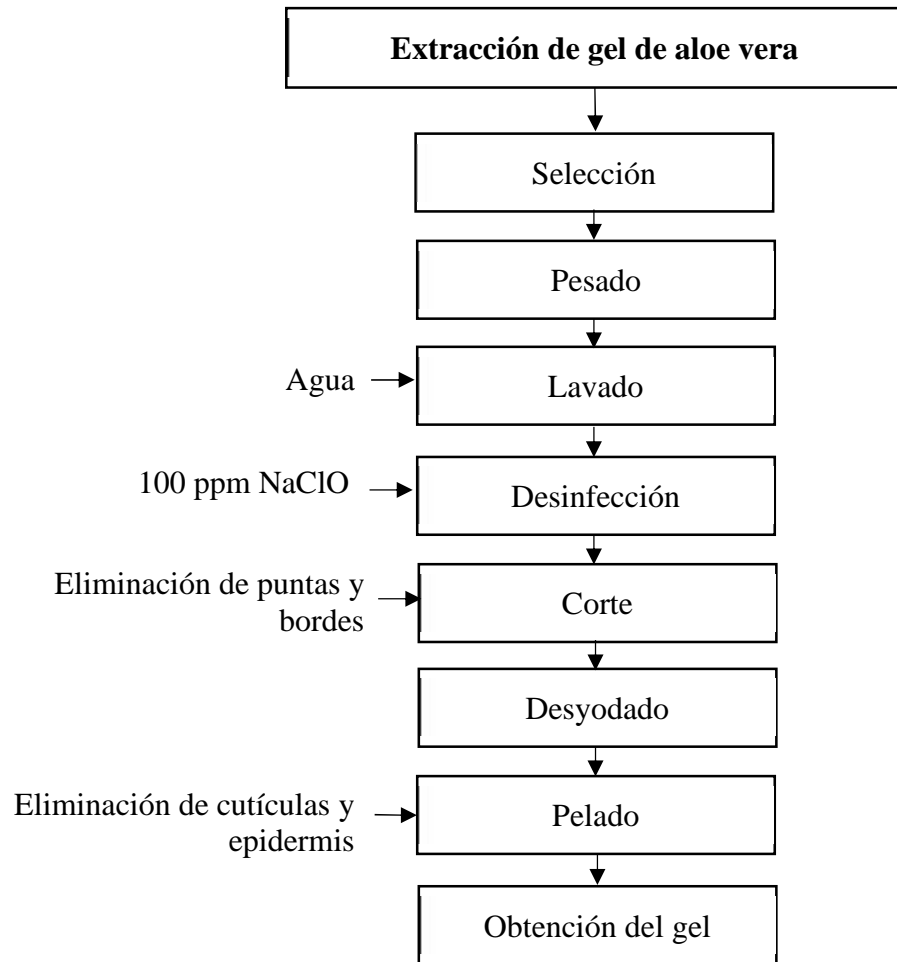 Extracción de gel de aloe vera
Selección
Pesado
Agua
Lavado
100 ppm NaClO
Desinfección
Eliminación de puntas y
bordes
Corte
Desyodado
Eliminación de cutículas y
epidermis
Pelado
Obtención del gel